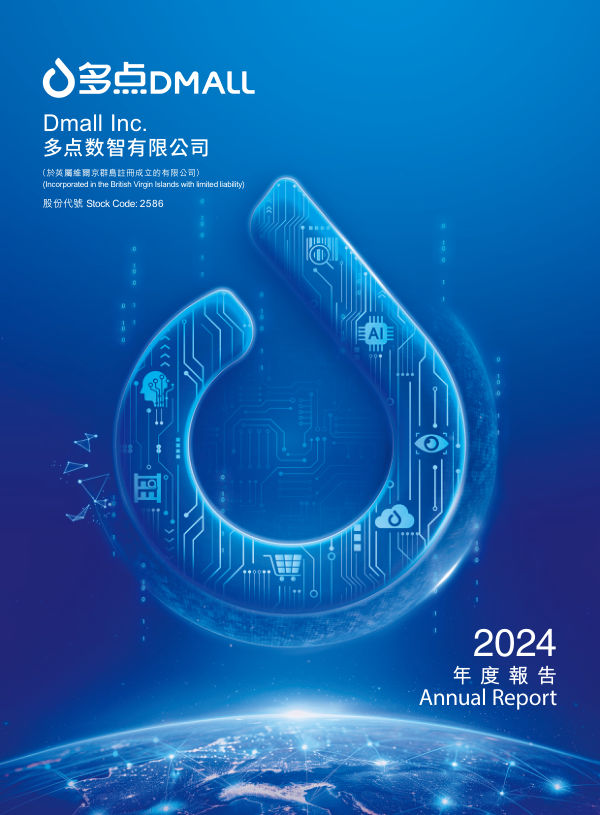 多点DMALL
Dmall Inc.
多点数智有限公司
(於英屬維爾京群島註冊成立的有限公司)
(Incorporated in the British Virgin Islands with limited liability)
股份代號 Stock Code: 2586
AI
2024
年度報告
Annual Report